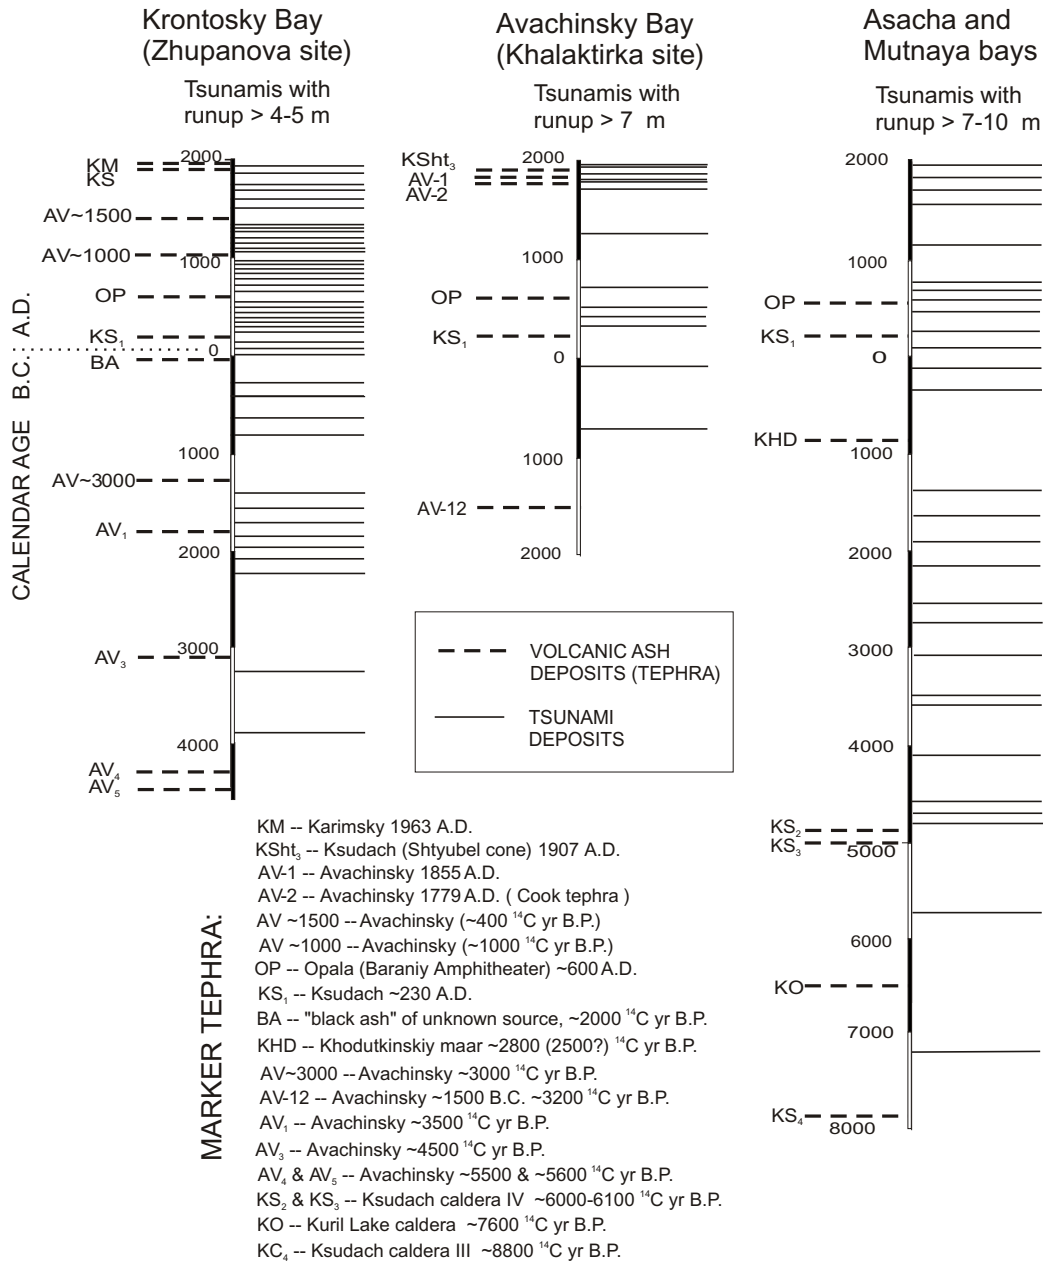 Krontosky Bay
(Zhupanova site)
Tsunamis with
runup > 4-5 m
Avachinsky Bay
(Khalaktirka site)
Tsunamis with
runup > 7 m
Asacha and
Mutnaya bays
Tsunamis with
runup > 7-10 m
CALENDAR AGE B.C. A.D.
2000
KM
KS
AV~1500
AV~1000
1000
OP
KS₁
0
BA
1000
AV~3000
AV₁
2000
3000
AV₃
4000
AV₄
AV₅
KSht₃
2000
AV-1
AV-2
1000
OP
KS₁
0
1000
AV-12
2000
2000
1000
OP
KS₁
0
KHD
1000
2000
3000
4000
KS₂
KS₃
5000
6000
KO
7000
KS₄
8000
VOLCANIC ASH
DEPOSITS (TEPHRA)
TSUNAMI
DEPOSITS
MARKER TEPHRA:
KM -- Karimsky 1963 A.D.
KSht₃ -- Ksudach (Shtyubel cone) 1907 A.D.
AV-1 -- Avachinsky 1855 A.D.
AV-2 -- Avachinsky 1779 A.D. ( Cook tephra )
AV ~1500 -- Avachinsky (~400 ¹⁴C yr B.P.)
AV ~1000 -- Avachinsky (~1000 ¹⁴C yr B.P.)
OP -- Opala (Baraniy Amphitheater) ~600 A.D.
KS₁ -- Ksudach ~230 A.D.
BA -- "black ash" of unknown source, ~2000 ¹⁴C yr B.P.
KHD -- Khodutkinskiy maar ~2800 (2500?) ¹⁴C yr B.P.
AV~3000 -- Avachinsky ~3000 ¹⁴C yr B.P.
AV-12 -- Avachinsky ~1500 B.C. ~3200 ¹⁴C yr B.P.
AV₁ -- Avachinsky ~3500 ¹⁴C yr B.P.
AV₃ -- Avachinsky ~4500 ¹⁴C yr B.P.
AV₄ & AV₅ -- Avachinsky ~5500 & ~5600 ¹⁴C yr B.P.
KS₂ & KS₃ -- Ksudach caldera IV ~6000-6100 ¹⁴C yr B.P.
KO -- Kuril Lake caldera ~7600 ¹⁴C yr B.P.
KC₄ -- Ksudach caldera III ~8800 ¹⁴C yr B.P.